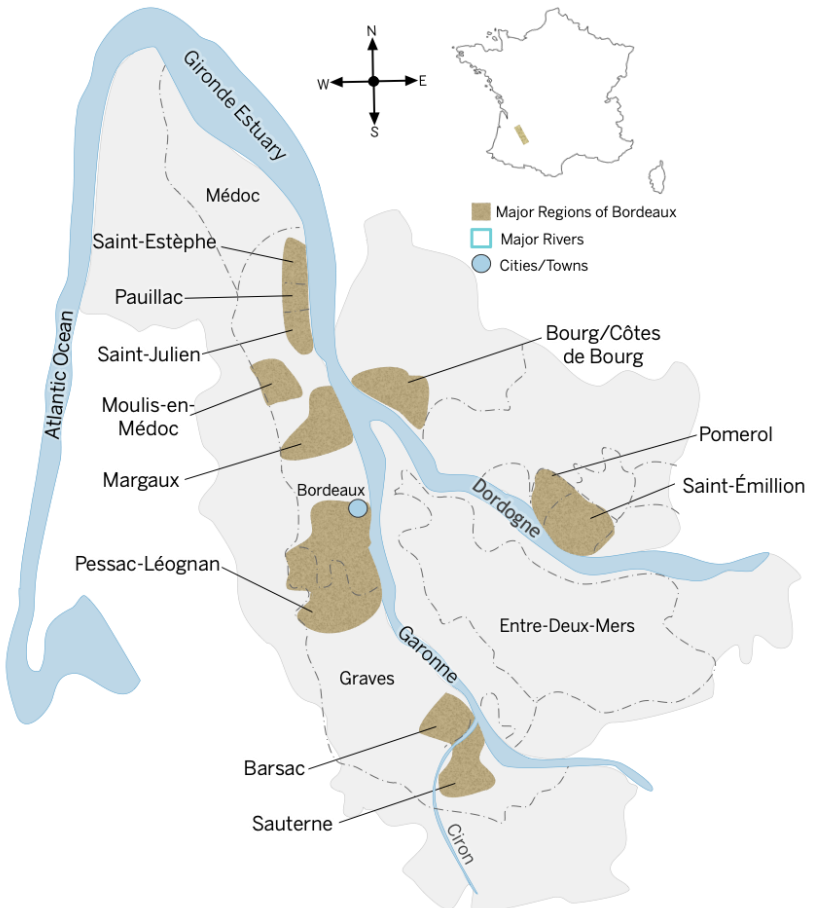 N
W
E
S
Gironde Estuary
Médoc
Major Regions of Bordeaux
Major Rivers
Cities/Towns
Saint-Estèphe
Pauillac
Saint-Julien
Atlantic Ocean
Bourg/Côtes
de Bourg
Moulis-en-
Médoc
Pomerol
Margaux
Saint-Émillion
Bordeaux
Dordogne
Pessac-Léognan
Entre-Deux-Mers
Garonne
Graves
Barsac
Sauterne
Ciron